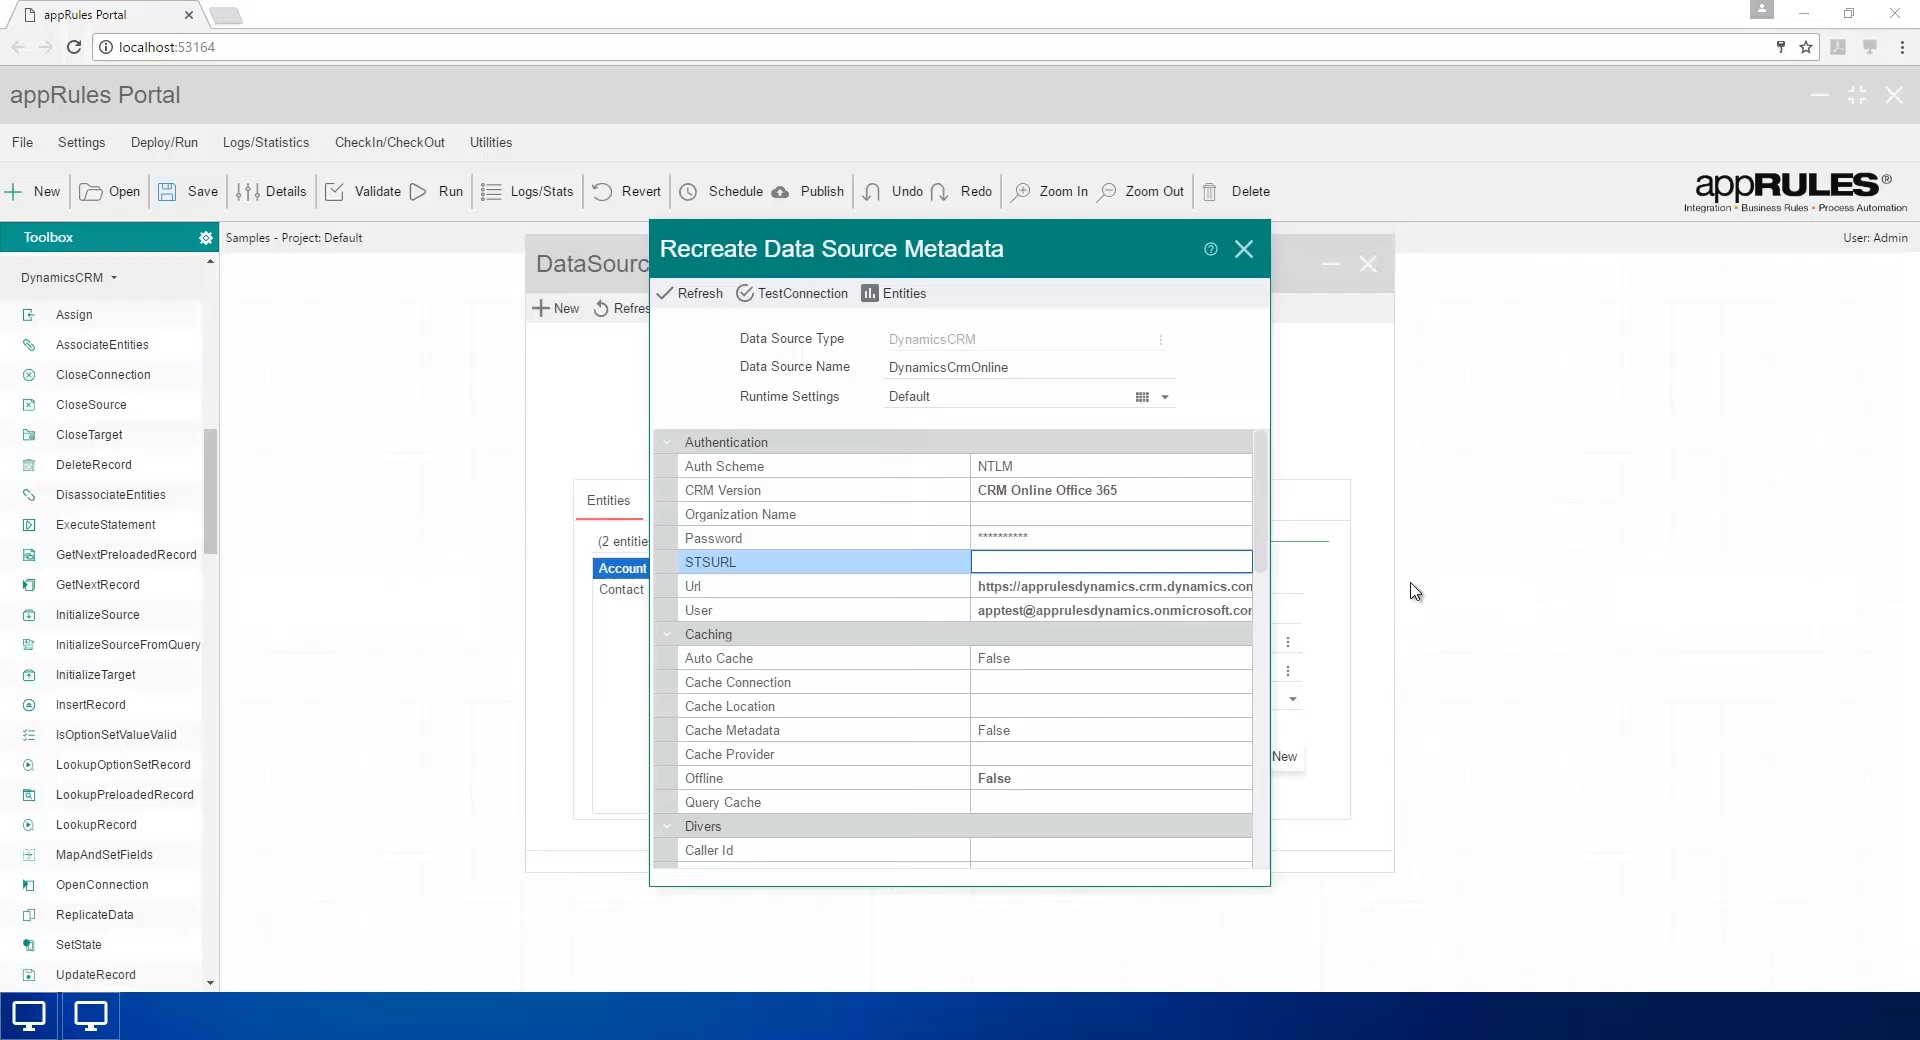 appRules Portal
localhost:53164
appRules Portal
File Settings Deploy/Run Logs/Statistics CheckIn/CheckOut Utilities
New Open Save Details Validate Run Logs/Stats Revert Schedule Publish Undo Redo Zoom In Zoom Out Delete
appRULES®
Integration • Business Rules • Process Automation
Toolbox
Samples - Project: Default
User: Admin
DynamicsCRM
Assign
AssociateEntities
CloseConnection
CloseSource
CloseTarget
DeleteRecord
DisassociateEntities
ExecuteStatement
GetNextPreloadedRecord
GetNextRecord
InitializeSource
InitializeSourceFromQuery
InitializeTarget
InsertRecord
IsOptionSetValueValid
LookupOptionSetRecord
LookupPreloadedRecord
LookupRecord
MapAndSetFields
OpenConnection
ReplicateData
SetState
UpdateRecord
DataSourc
New Refres
Entities
(2 entitie
Account
Contact
New
Recreate Data Source Metadata
Refresh TestConnection Entities
Data Source Type DynamicsCRM
Data Source Name DynamicsCrmOnline
Runtime Settings Default
Authentication
Auth Scheme NTLM
CRM Version CRM Online Office 365
Organization Name
Password **********
STSURL
Url https://apprulesdynamics.crm.dynamics.con
User apptest@apprulesdynamics.onmicrosoft.cor
Caching
Auto Cache False
Cache Connection
Cache Location
Cache Metadata False
Cache Provider
Offline False
Query Cache
Divers
Caller Id